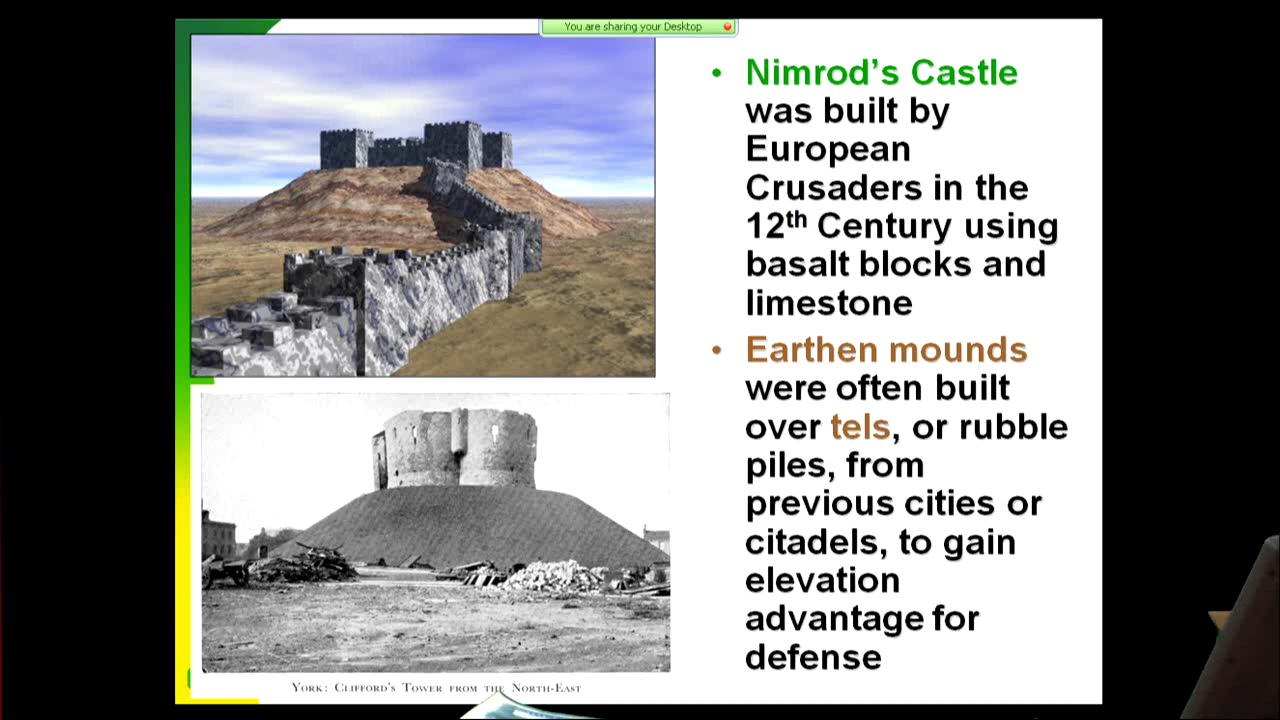 You are sharing your Desktop
• Nimrod's Castle
was built by
European
Crusaders in the
12th Century using
basalt blocks and
limestone
• Earthen mounds
were often built
over tels, or rubble
piles, from
previous cities or
citadels, to gain
elevation
advantage for
defense
York: Clifford's Tower from the North-East